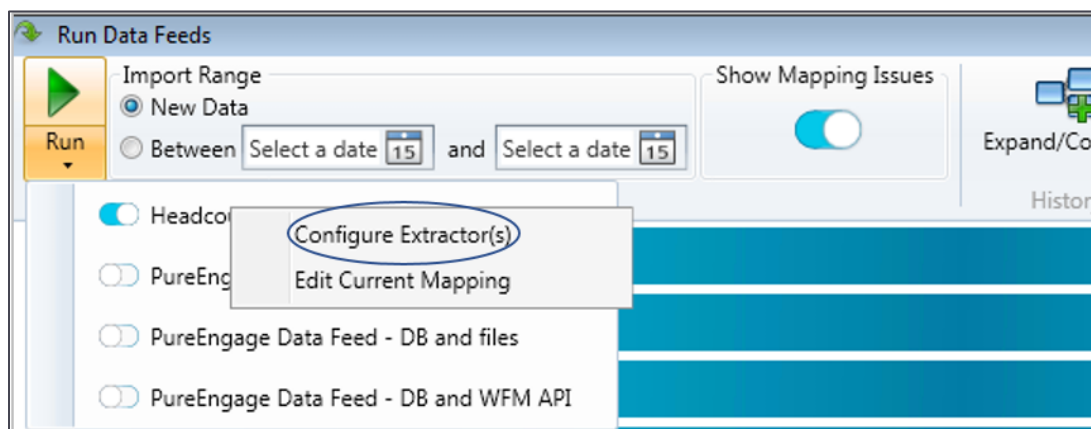 Run Data Feeds
Import Range
New Data
Between Select a date 15 and Select a date 15
Show Mapping Issues
Run
Expand/Co
Histor
Headcou
Configure Extractor(s)
PureEng
Edit Current Mapping
PureEngage Data Feed - DB and files
PureEngage Data Feed - DB and WFM API